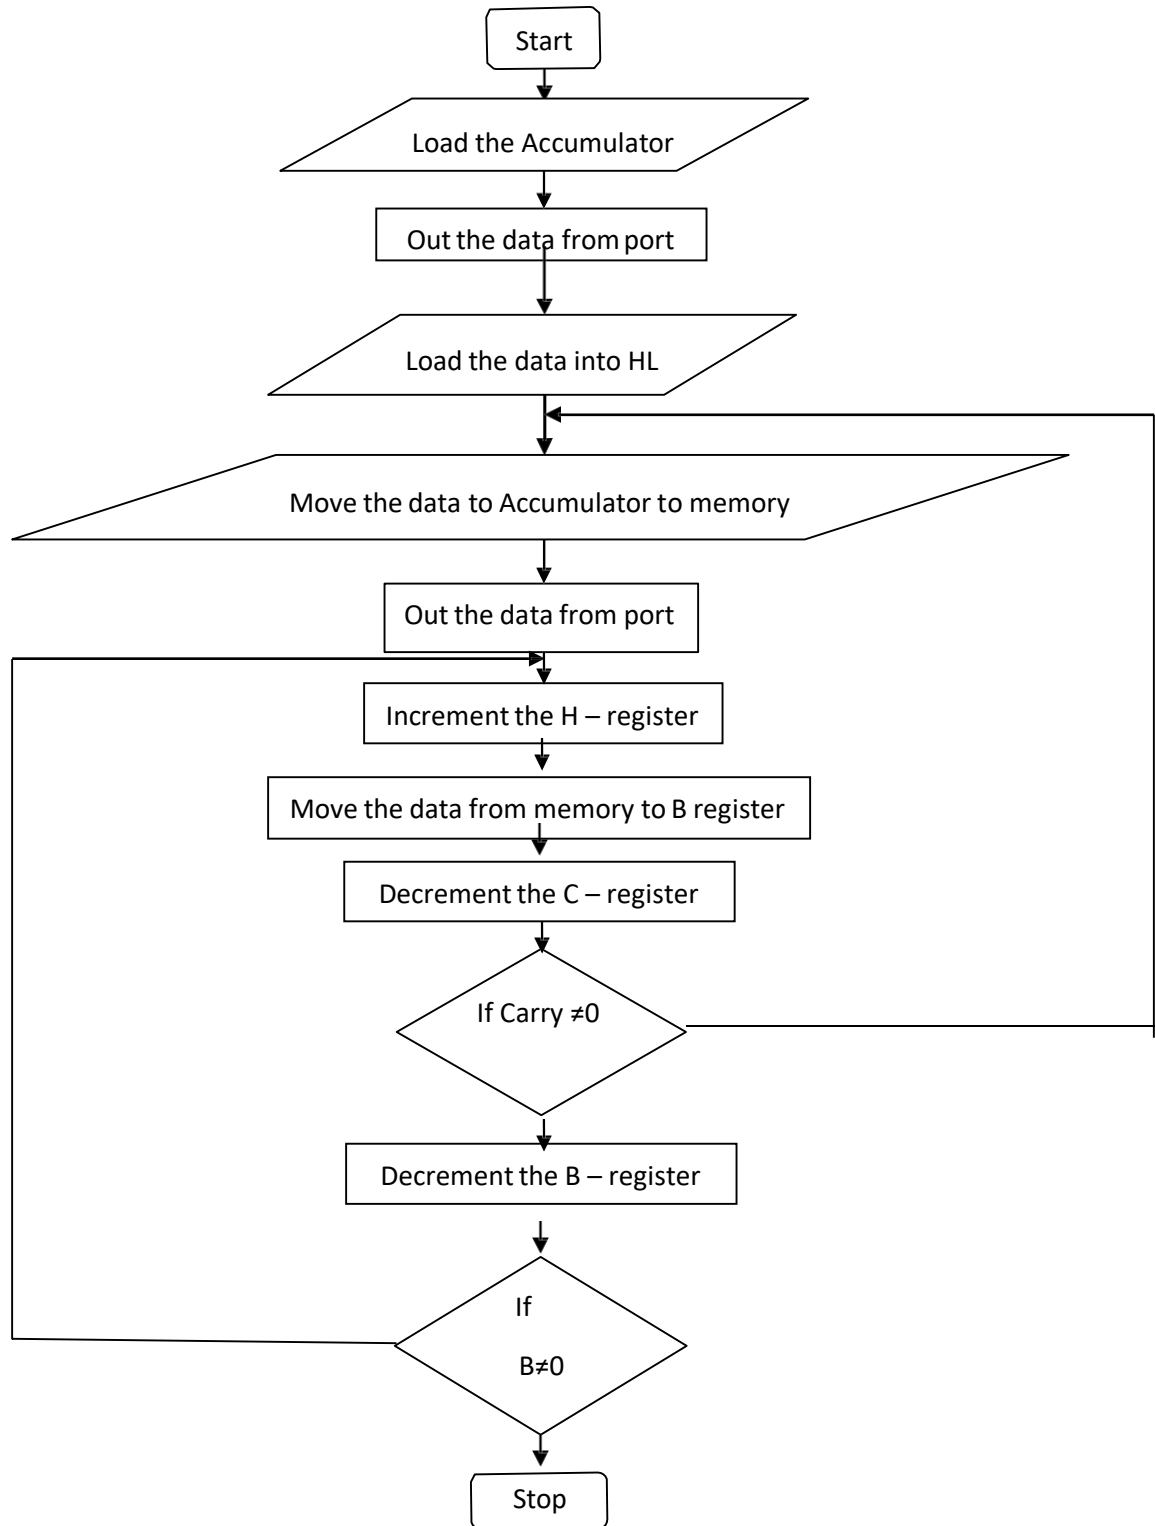 Start
Load the Accumulator
Out the data from port
Load the data into HL
Move the data to Accumulator to memory
Out the data from port
Increment the H – register
Move the data from memory to B register
Decrement the C – register
If Carry ≠0
Decrement the B – register
If
B≠0
Stop